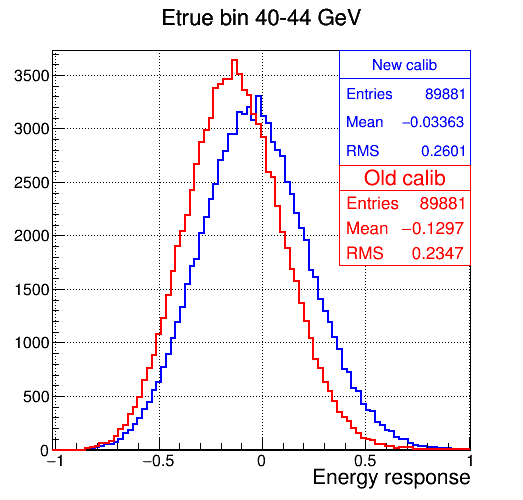 Etrue bin 40-44 GeV
New calib
Entries 89881
Mean −0.03363
RMS 0.2601
Old calib
Entries 89881
Mean −0.1297
RMS 0.2347
3500
3000
2500
2000
1500
1000
500
0
−1 −0.5 0 0.5 1
Energy response